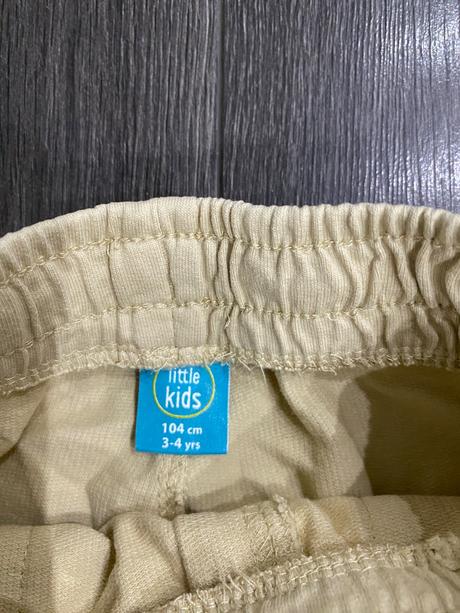 little
kids
104 cm
3-4 yrs